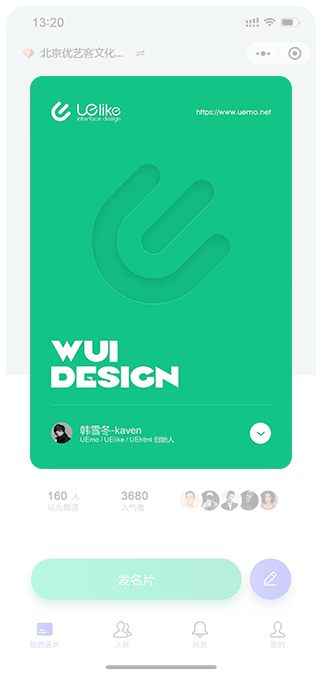 13:20
北京优艺客文化...
UElike
interface design
https://www.uemo.net
WUI
DESIGN
韩雪冬-kaven
UEmo / UElike / UEhtml 创始人
160 人
认为靠谱
3680
人气值
发名片
我的名片
人脉
消息
我的